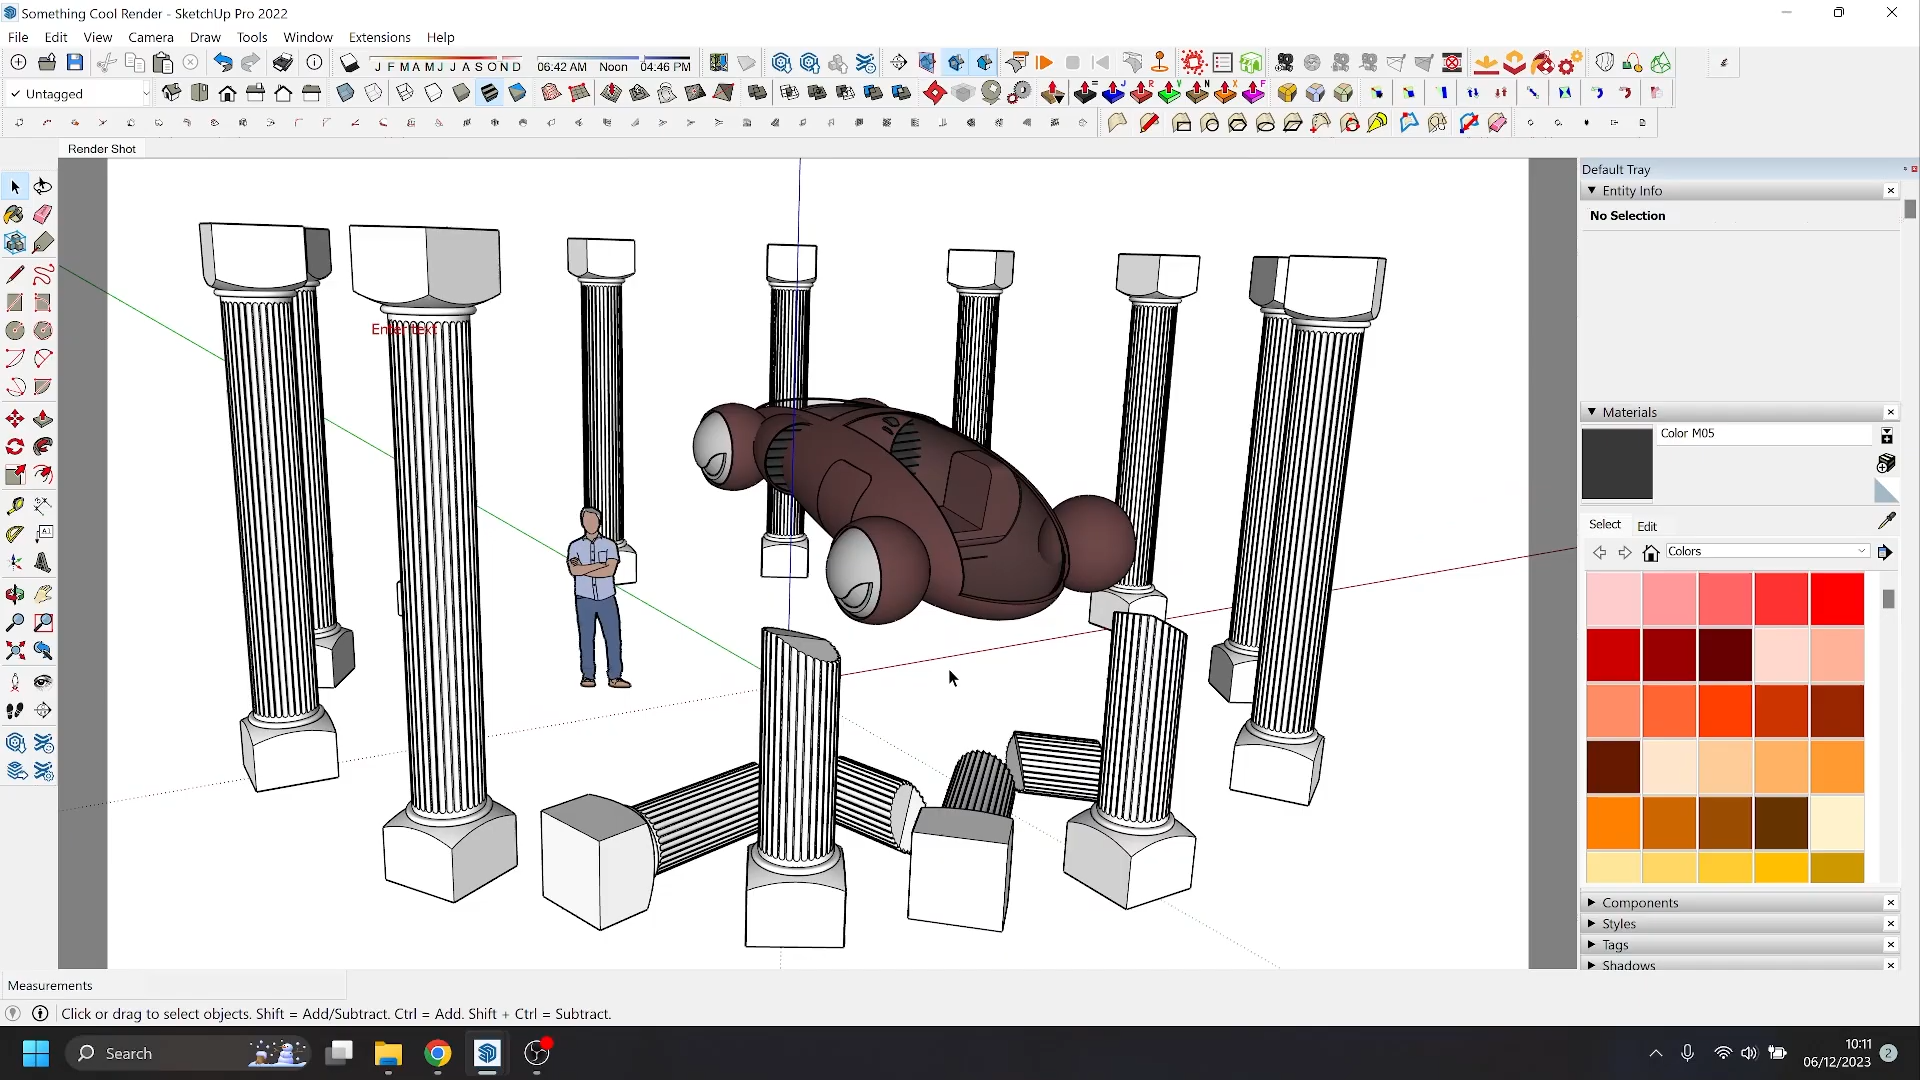 Something Cool Render - SketchUp Pro 2022
File Edit View Camera Draw Tools Window Extensions Help
J F M A M J J A S O N D 06:42 AM Noon 04:46 PM
✓ Untagged
Render Shot
Default Tray
Entity Info
No Selection
Enter text
Materials
Color M05
Select Edit
Colors
Components
Styles
Tags
Shadows
Measurements
Click or drag to select objects. Shift = Add/Subtract. Ctrl = Add. Shift + Ctrl = Subtract.
Search
10:11
06/12/2023
2